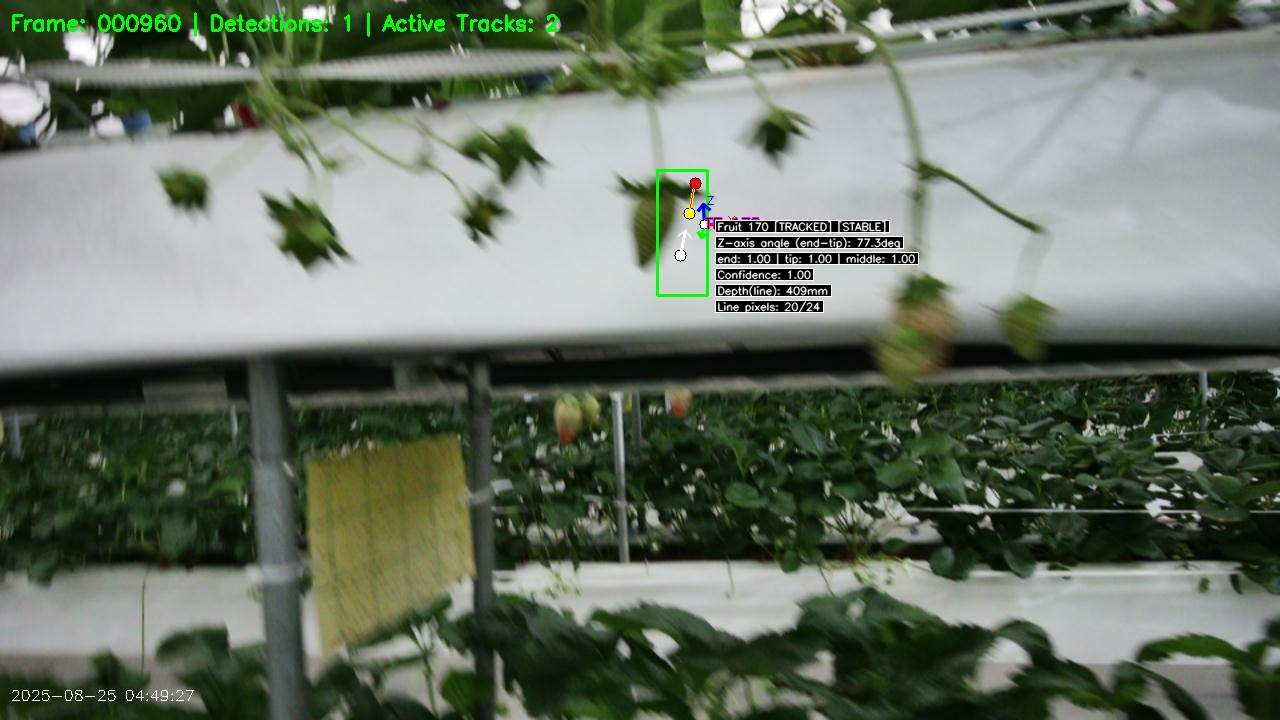 Frame: 000960 | Detections: 1 | Active Tracks: 2
Z
Fruit 170 [TRACKED] [STABLE]
Z-axis angle (end-tip): 77.3deg
end: 1.00 | tip: 1.00 | middle: 1.00
Confidence: 1.00
Depth(line): 409mm
Line pixels: 20/24
2025-08-25 04:49:27